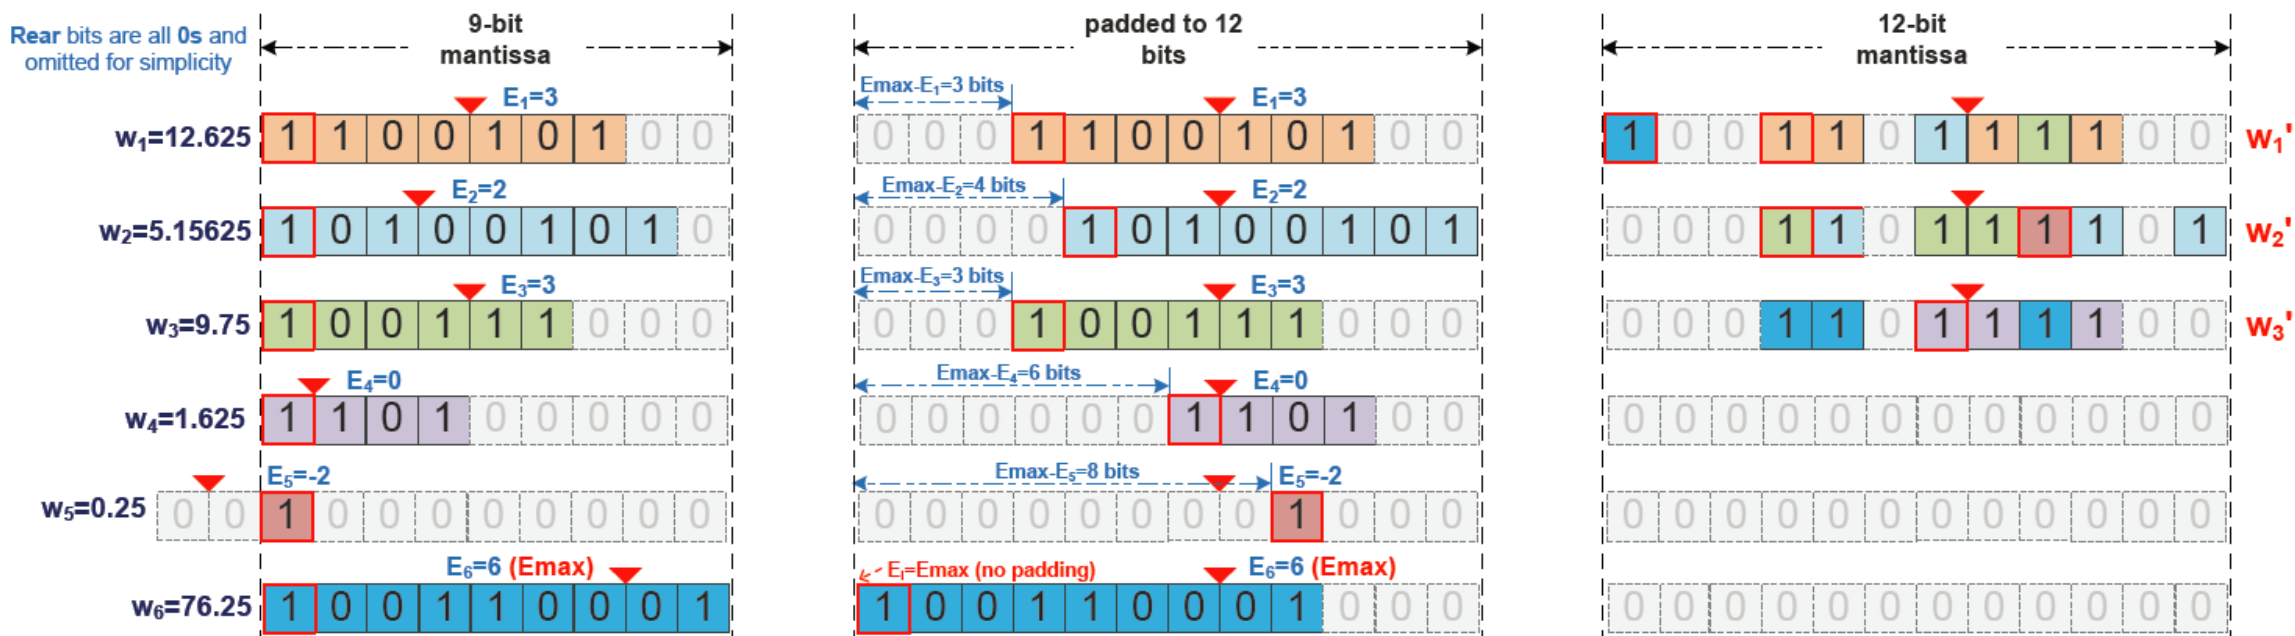 Rear bits are all 0s and
omitted for simplicity
9-bit
mantissa
padded to 12
bits
12-bit
mantissa
w1=12.625
E1=3
1 1 0 0 1 0 1 0 0
Emax-E1=3 bits
E1=3
0 0 0 1 1 0 0 1 0 1 0 0
1 0 0 1 1 0 1 1 1 1 0 0
w1'
w2=5.15625
E2=2
1 0 1 0 0 1 0 1 0
Emax-E2=4 bits
E2=2
0 0 0 0 1 0 1 0 0 1 0 1
0 0 0 1 1 0 1 1 1 1 0 1
w2'
w3=9.75
E3=3
1 0 0 1 1 1 0 0 0
Emax-E3=3 bits
E3=3
0 0 0 1 0 0 1 1 1 0 0 0
0 0 0 1 1 0 1 1 1 1 0 0
w3'
w4=1.625
E4=0
1 1 0 1 0 0 0 0 0
Emax-E4=6 bits
E4=0
0 0 0 0 0 0 1 1 0 1 0 0
0 0 0 0 0 0 0 0 0 0 0 0
w5=0.25
E5=-2
0 0 1 0 0 0 0 0 0 0 0
Emax-E5=8 bits
E5=-2
0 0 0 0 0 0 0 0 1 0 0 0
0 0 0 0 0 0 0 0 0 0 0 0
w6=76.25
E6=6 (Emax)
1 0 0 1 1 0 0 0 1
Ei=Emax (no padding)
E6=6 (Emax)
1 0 0 1 1 0 0 0 1 0 0 0
0 0 0 0 0 0 0 0 0 0 0 0